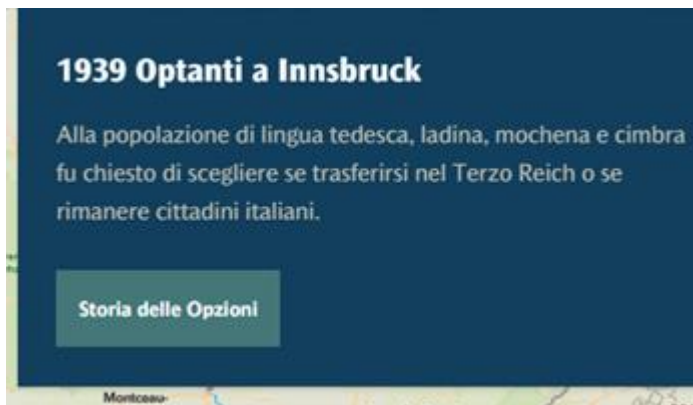 1939 Optanti a Innsbruck
Alla popolazione di lingua tedesca, ladina, mochena e cimbra
fu chiesto di scegliere se trasferirsi nel Terzo Reich o se
rimanere cittadini italiani.
Storia delle Opzioni
Montceau-